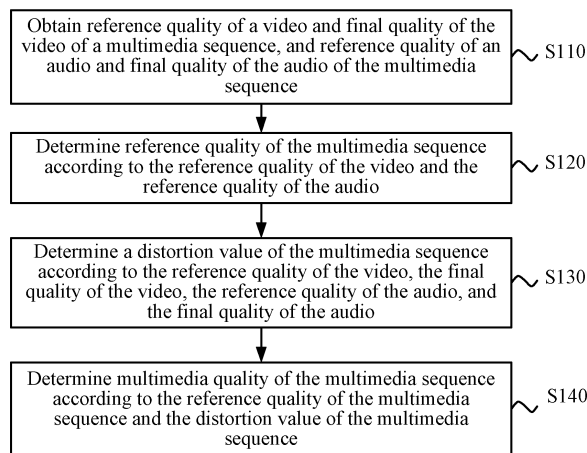 Obtain reference quality of a video and final quality of the
video of a multimedia sequence, and reference quality of an
audio and final quality of the audio of the multimedia
sequence
S110
Determine reference quality of the multimedia sequence
according to the reference quality of the video and the
reference quality of the audio
S120
Determine a distortion value of the multimedia sequence
according to the reference quality of the video, the final
quality of the video, the reference quality of the audio, and
the final quality of the audio
S130
Determine multimedia quality of the multimedia sequence
according to the reference quality of the multimedia
sequence and the distortion value of the multimedia
sequence
S140